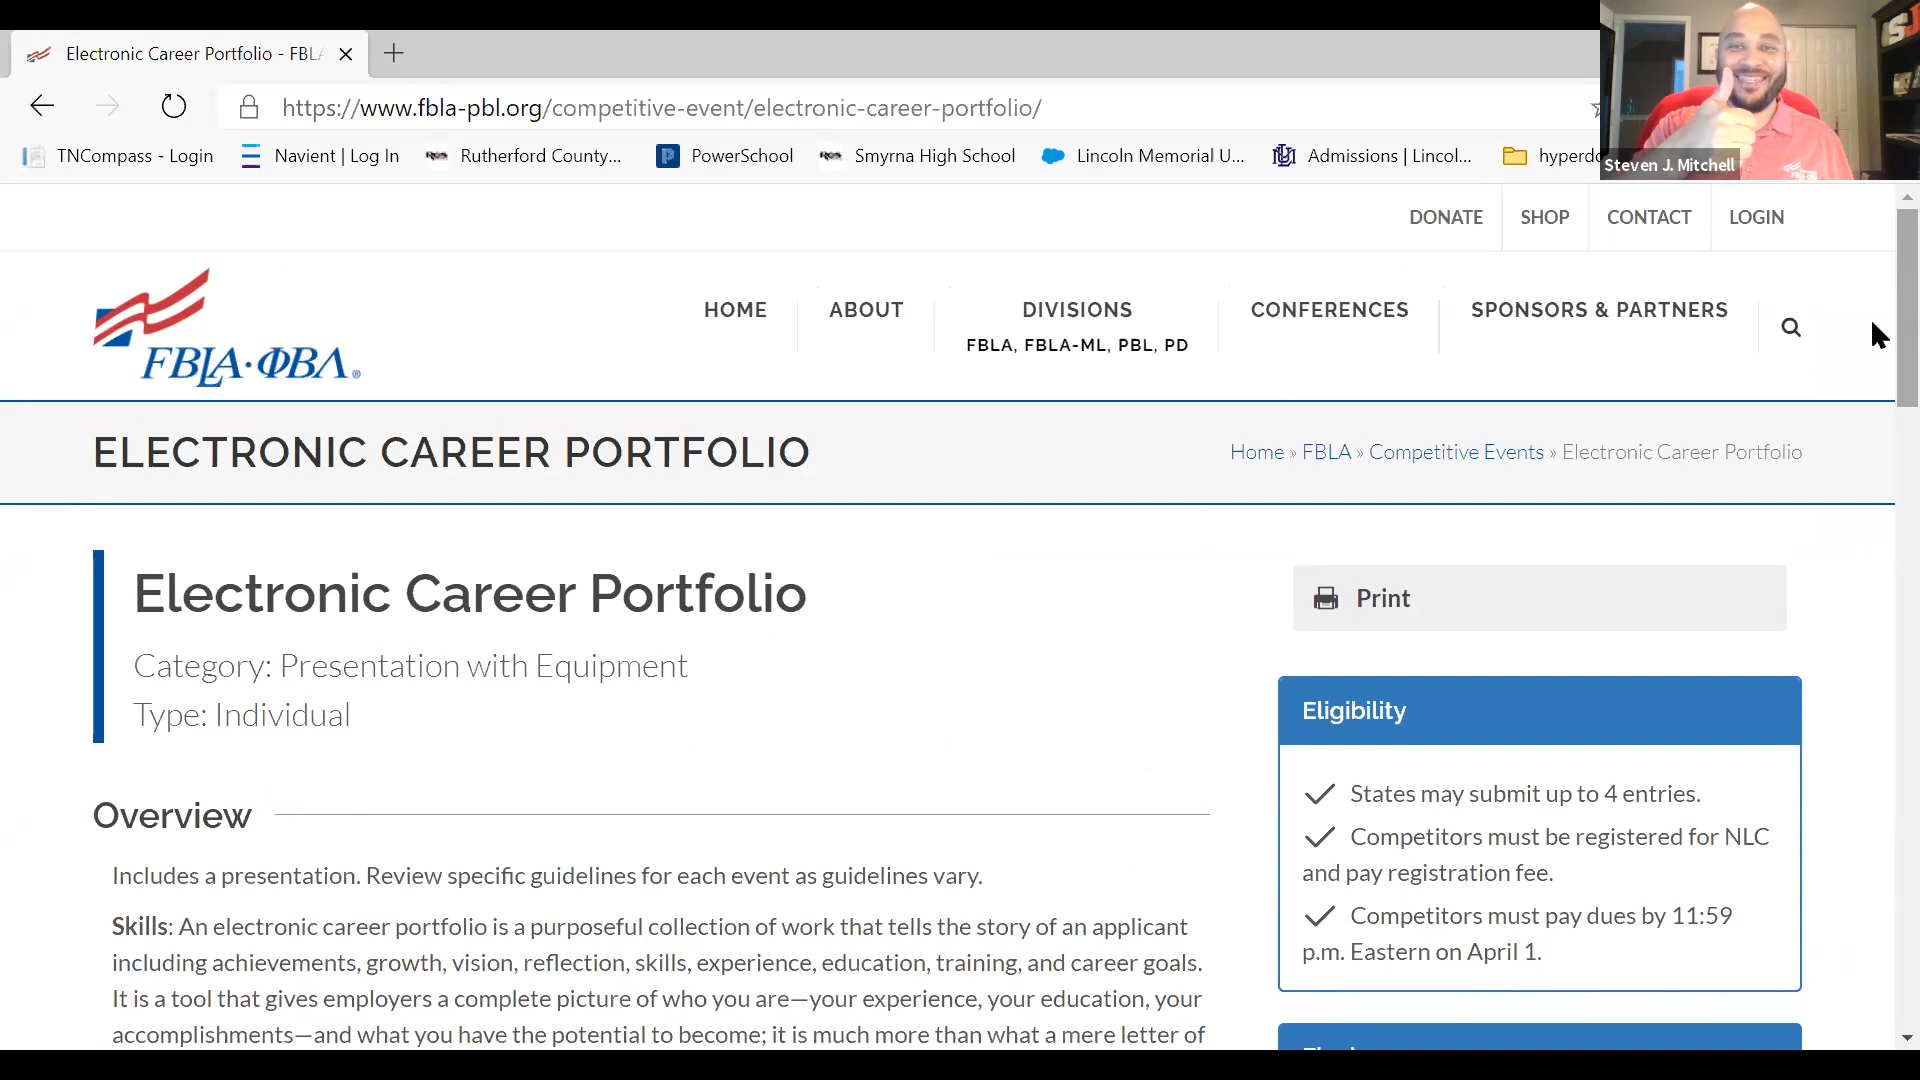 Electronic Career Portfolio - FBLA
https://www.fbla-pbl.org/competitive-event/electronic-career-portfolio/
TNCompass - Login
Navient | Log In
Rutherford County...
PowerSchool
Smyrna High School
Lincoln Memorial U...
Admissions | Lincol...
Steven J. Mitchell
DONATE
SHOP
CONTACT
LOGIN
FBLA·ΦBΛ®
HOME
ABOUT
DIVISIONS
FBLA, FBLA-ML, PBL, PD
CONFERENCES
SPONSORS & PARTNERS
ELECTRONIC CAREER PORTFOLIO
Home » FBLA » Competitive Events » Electronic Career Portfolio
Electronic Career Portfolio
Category: Presentation with Equipment
Type: Individual
Overview
Includes a presentation. Review specific guidelines for each event as guidelines vary.
Skills: An electronic career portfolio is a purposeful collection of work that tells the story of an applicant
including achievements, growth, vision, reflection, skills, experience, education, training, and career goals.
It is a tool that gives employers a complete picture of who you are—your experience, your education, your
accomplishments—and what you have the potential to become; it is much more than what a mere letter of
Print
Eligibility
States may submit up to 4 entries.
Competitors must be registered for NLC
and pay registration fee.
Competitors must pay dues by 11:59
p.m. Eastern on April 1.